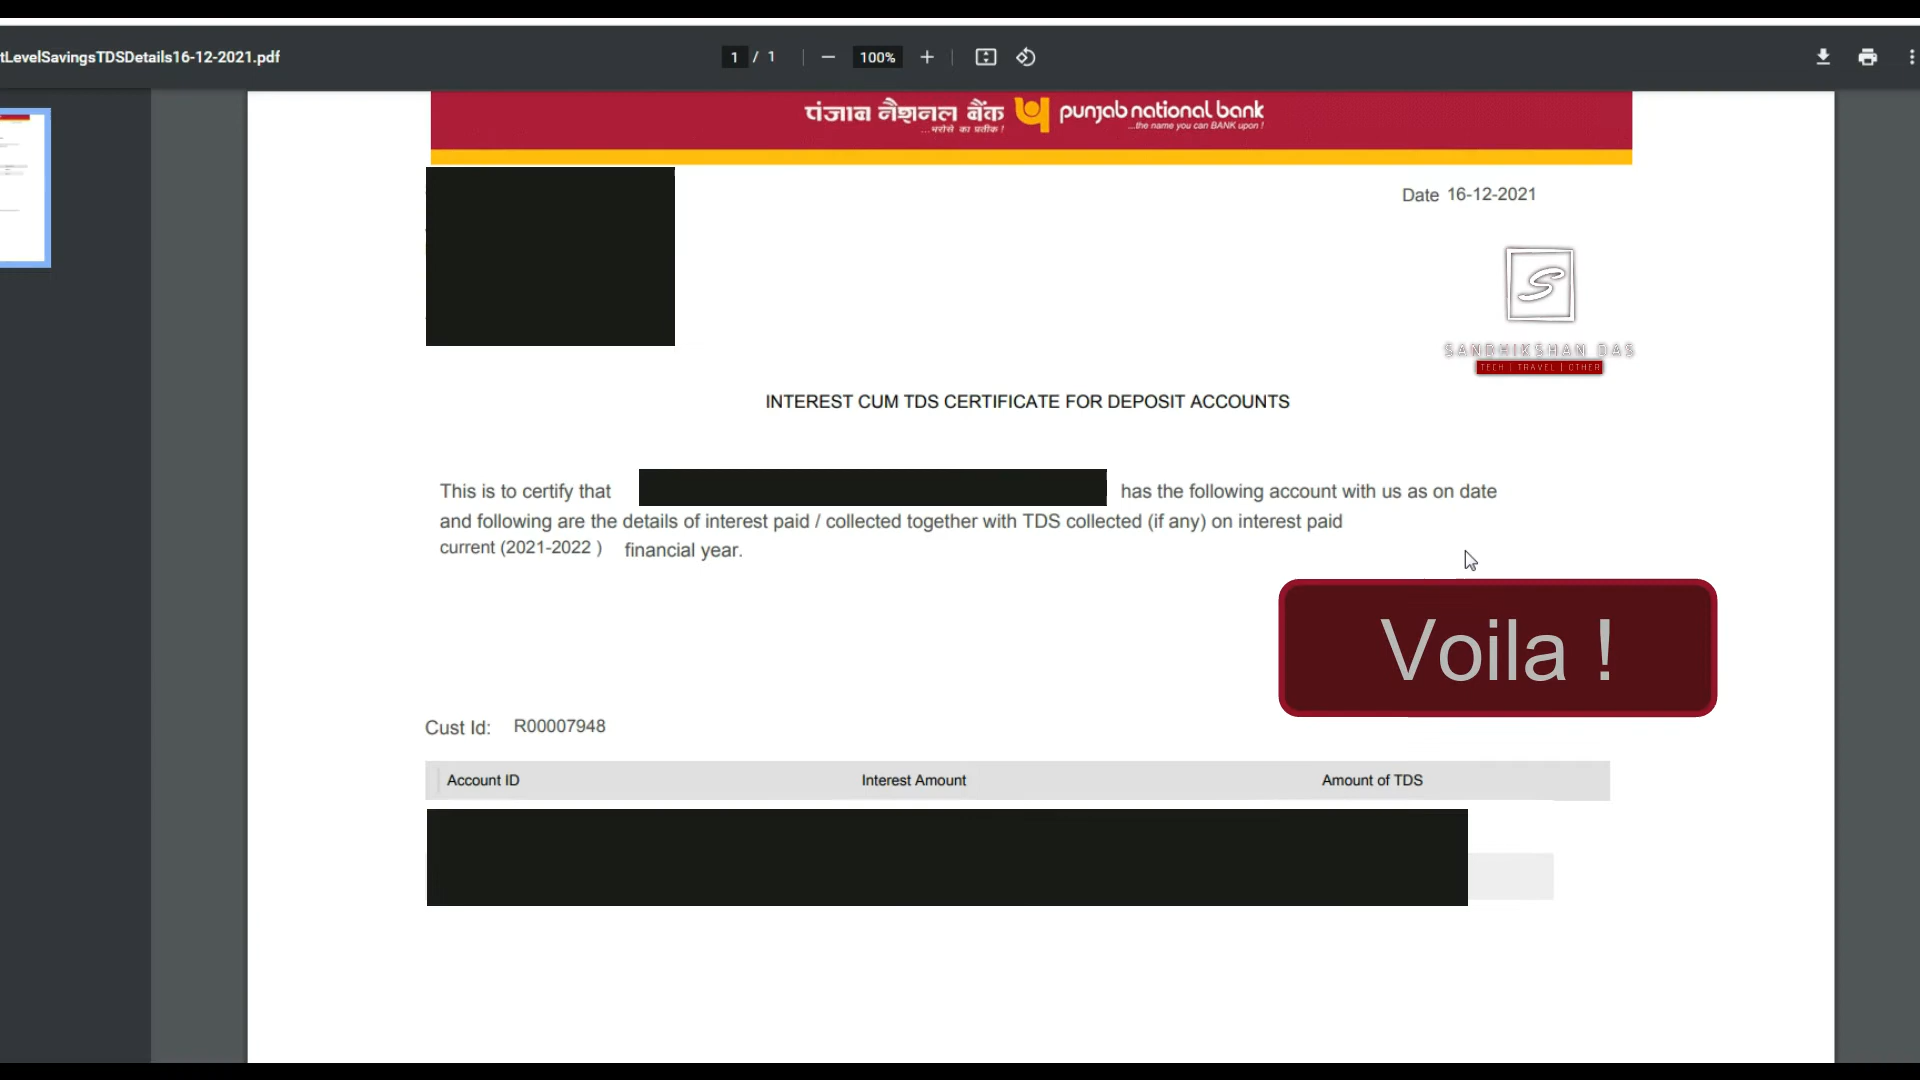 tLevelSavingsTDSDetails16-12-2021.pdf
1 / 1
100%
पंजाब नैशनल बैंक
...भरोसे का प्रतीक !
punjab national bank
...the name you can BANK upon !
Date 16-12-2021
S
SANDHIKSHAN DAS
TECH | TRAVEL | OTHER
INTEREST CUM TDS CERTIFICATE FOR DEPOSIT ACCOUNTS
This is to certify that has the following account with us as on date
and following are the details of interest paid / collected together with TDS collected (if any) on interest paid
current (2021-2022 ) financial year.
Voila !
Cust Id: R00007948
Account ID Interest Amount Amount of TDS